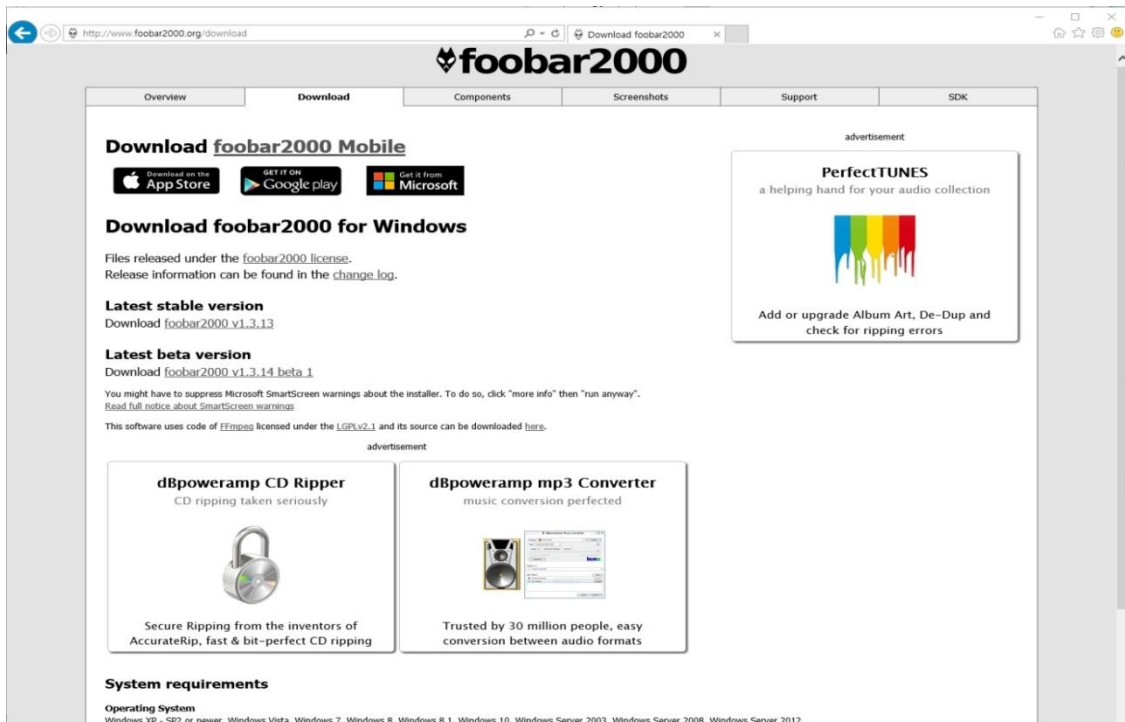 http://www.foobar2000.org/download
Download foobar2000
foobar2000
Overview
Download
Components
Screenshots
Support
SDK
Download foobar2000 Mobile
Download on the
App Store
GET IT ON
Google play
Get it from
Microsoft
Download foobar2000 for Windows
Files released under the foobar2000 license.
Release information can be found in the change log.
Latest stable version
Download foobar2000 v1.3.13
Latest beta version
Download foobar2000 v1.3.14 beta 1
You might have to suppress Microsoft SmartScreen warnings about the installer. To do so, click "more info" then "run anyway".
Read full notice about SmartScreen warnings
This software uses code of FFmpeg licensed under the LGPLv2.1 and its source can be downloaded here.
advertisement
PerfectTUNES
a helping hand for your audio collection
Add or upgrade Album Art, De-Dup and
check for ripping errors
advertisement
dBpoweramp CD Ripper
CD ripping taken seriously
Secure Ripping from the inventors of
AccurateRip, fast & bit-perfect CD ripping
dBpoweramp mp3 Converter
music conversion perfected
Trusted by 30 million people, easy
conversion between audio formats
System requirements
Operating System
Windows XP - SP2 or newer, Windows Vista, Windows 7, Windows 8, Windows 8.1, Windows 10, Windows Server 2003, Windows Server 2008, Windows Server 2012